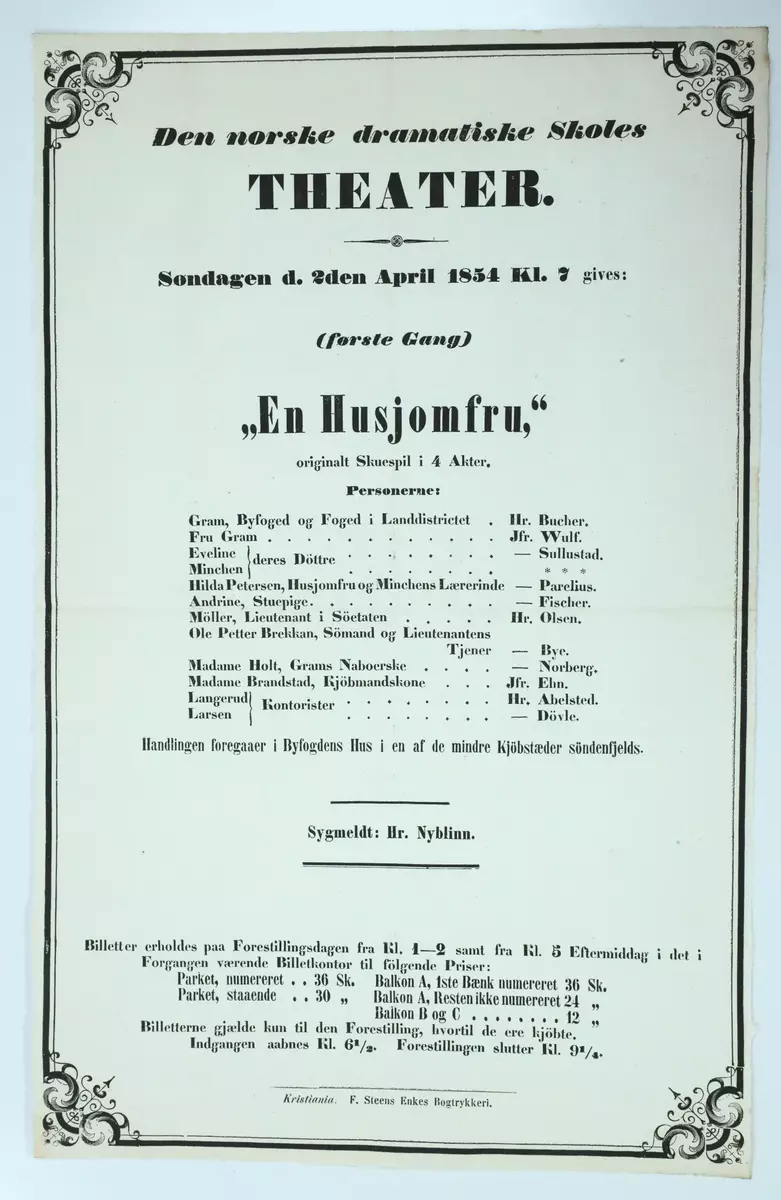 Den norske dramatiske Skoles
THEATER.
Søndagen d. 2den April 1854 Kl. 7 gives:
(første Gang)
„En Husjomfru,“
originalt Skuespil i 4 Akter.
Personerne:
Gram, Byfoged og Foged i Landdistrictet . Hr. Bucher.
Fru Gram . . . . . . . . . . . . Jfr. Wulf.
Eveline } deres Döttre . . . . . . . — Sullustad.
Minchen } . . . . . . . * * *
Hilda Petersen, Husjomfru og Minchens Lærerinde — Parelius.
Andrine, Stuepige. . . . . . . . . . — Fischer.
Möller, Lieutenant i Söetaten . . . . . Hr. Olsen.
Ole Petter Brekkan, Sömand og Lieutenantens
Tjener — Bye.
Madame Holt, Grams Naboerske . . . . — Norberg.
Madame Brandstad, Kjöbmandskone . . . Jfr. Ehn.
Langerud } Kontorister . . . . . . . Hr. Abelsted.
Larsen } . . . . . . . — Dövle.
Handlingen foregaaer i Byfogdens Hus i en af de mindre Kjöbstæder söndenfjelds.
Sygmeldt: Hr. Nyblinn.
Billetter erholdes paa Forestillingsdagen fra Kl. 1—2 samt fra Kl. 5 Eftermiddag i det i
Forgangen værende Billetkontor til fölgende Priser:
Parket, numereret . . 36 Sk. Balkon A, 1ste Bænk numereret 36 Sk.
Parket, staaende . . 30 „ Balkon A, Resten ikke numereret 24 „
Balkon B og C . . . . . . . . 12 „
Billetterne gjælde kun til den Forestilling, hvortil de ere kjöbte.
Indgangen aabnes Kl. 6½. Forestillingen slutter Kl. 9¼.
Kristiania. F. Steens Enkes Bogtrykkeri.